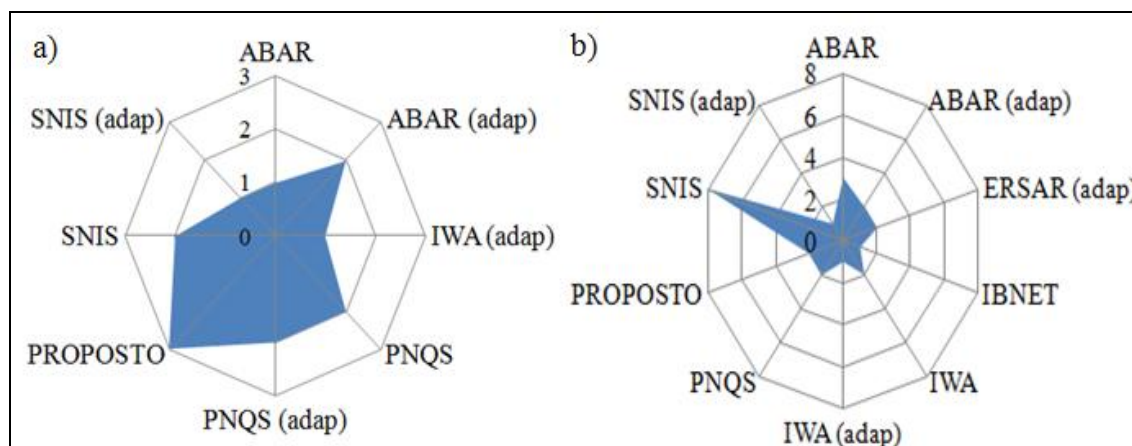 a)
ABAR
3
2
1
0
ABAR (adap)
IWA (adap)
PNQS
PNQS (adap)
PROPOSTO
SNIS
SNIS (adap)
b)
ABAR
8
6
4
2
0
ABAR (adap)
ERSAR (adap)
IBNET
IWA
IWA (adap)
PNQS
PROPOSTO
SNIS
SNIS (adap)